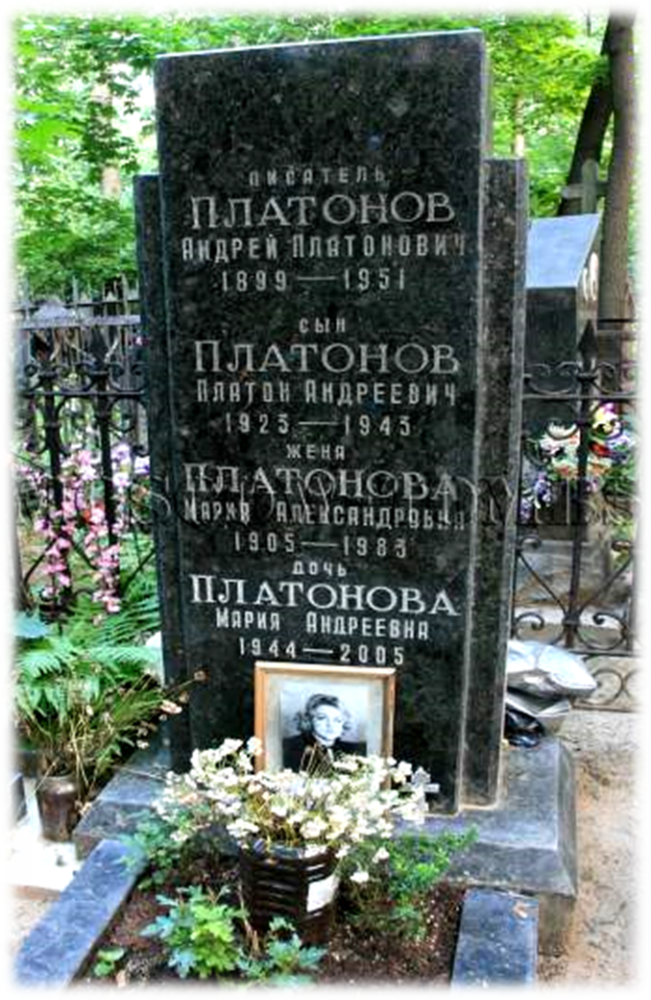 ПИСАТЕЛЬ
ПЛАТОНОВ
АНДРЕЙ ПЛАТОНОВИЧ
1899 — 1951
СЫН
ПЛАТОНОВ
ПЛАТОН АНДРЕЕВИЧ
1923 — 1943
ЖЕНА
ПЛАТОНОВА
МАРИЯ АЛЕКСАНДРОВНА
1905 — 1983
ДОЧЬ
ПЛАТОНОВА
МАРИЯ АНДРЕЕВНА
1944 — 2005